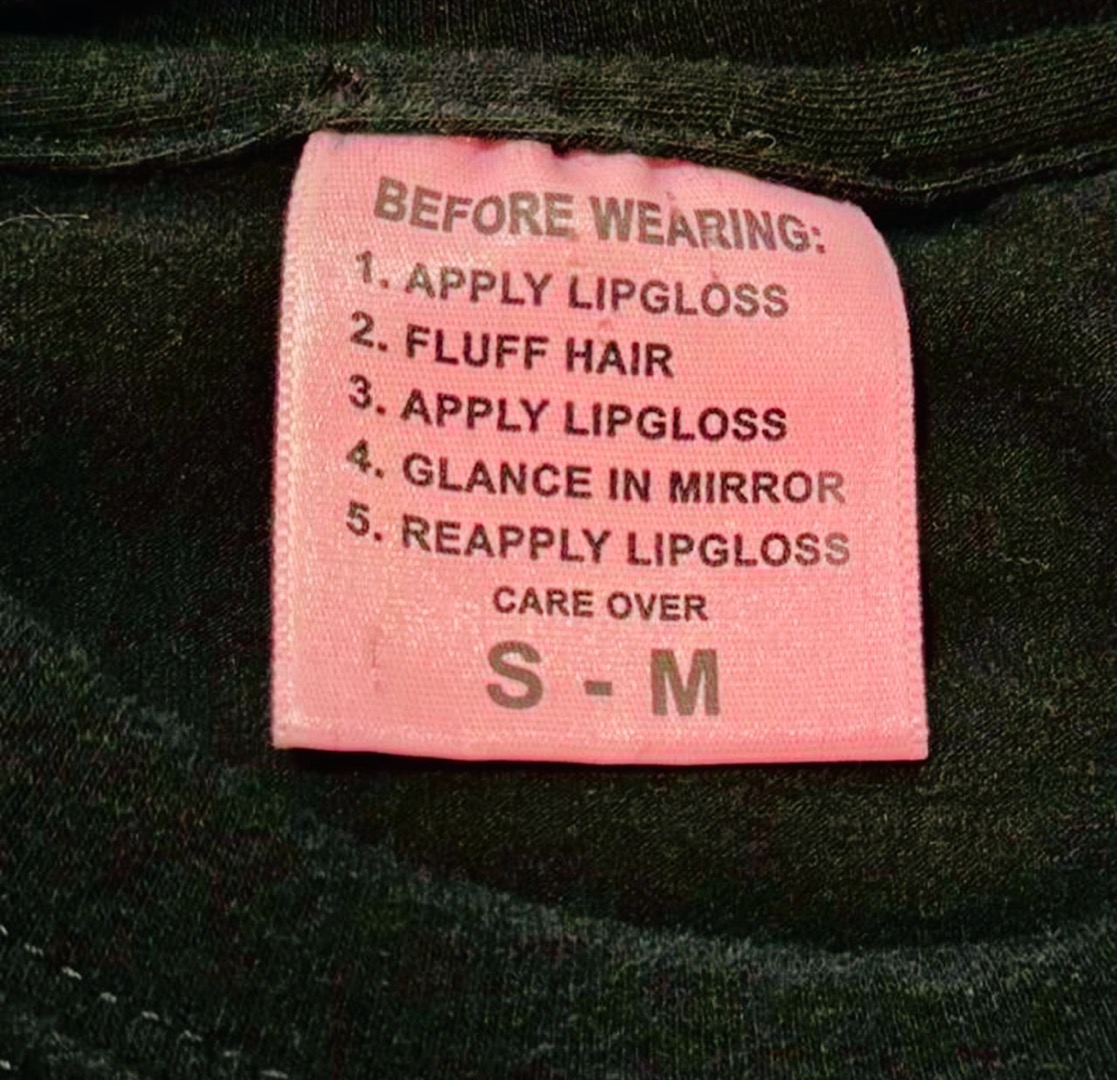 BEFORE WEARING:
1. APPLY LIPGLOSS
2. FLUFF HAIR
3. APPLY LIPGLOSS
4. GLANCE IN MIRROR
5. REAPPLY LIPGLOSS
CARE OVER
S - M